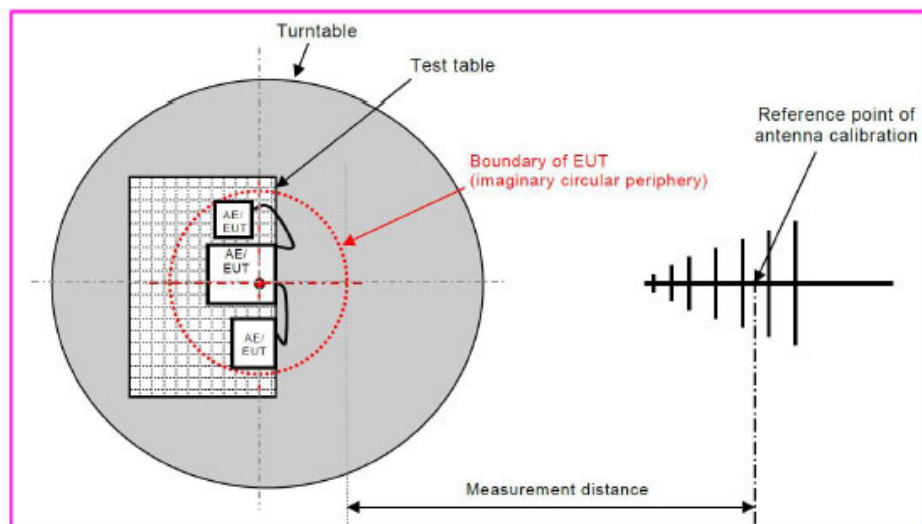 Turntable
Test table
Reference point of
antenna calibration
Boundary of EUT
(imaginary circular periphery)
AE/
EUT
AE/
EUT
AE/
EUT
Measurement distance